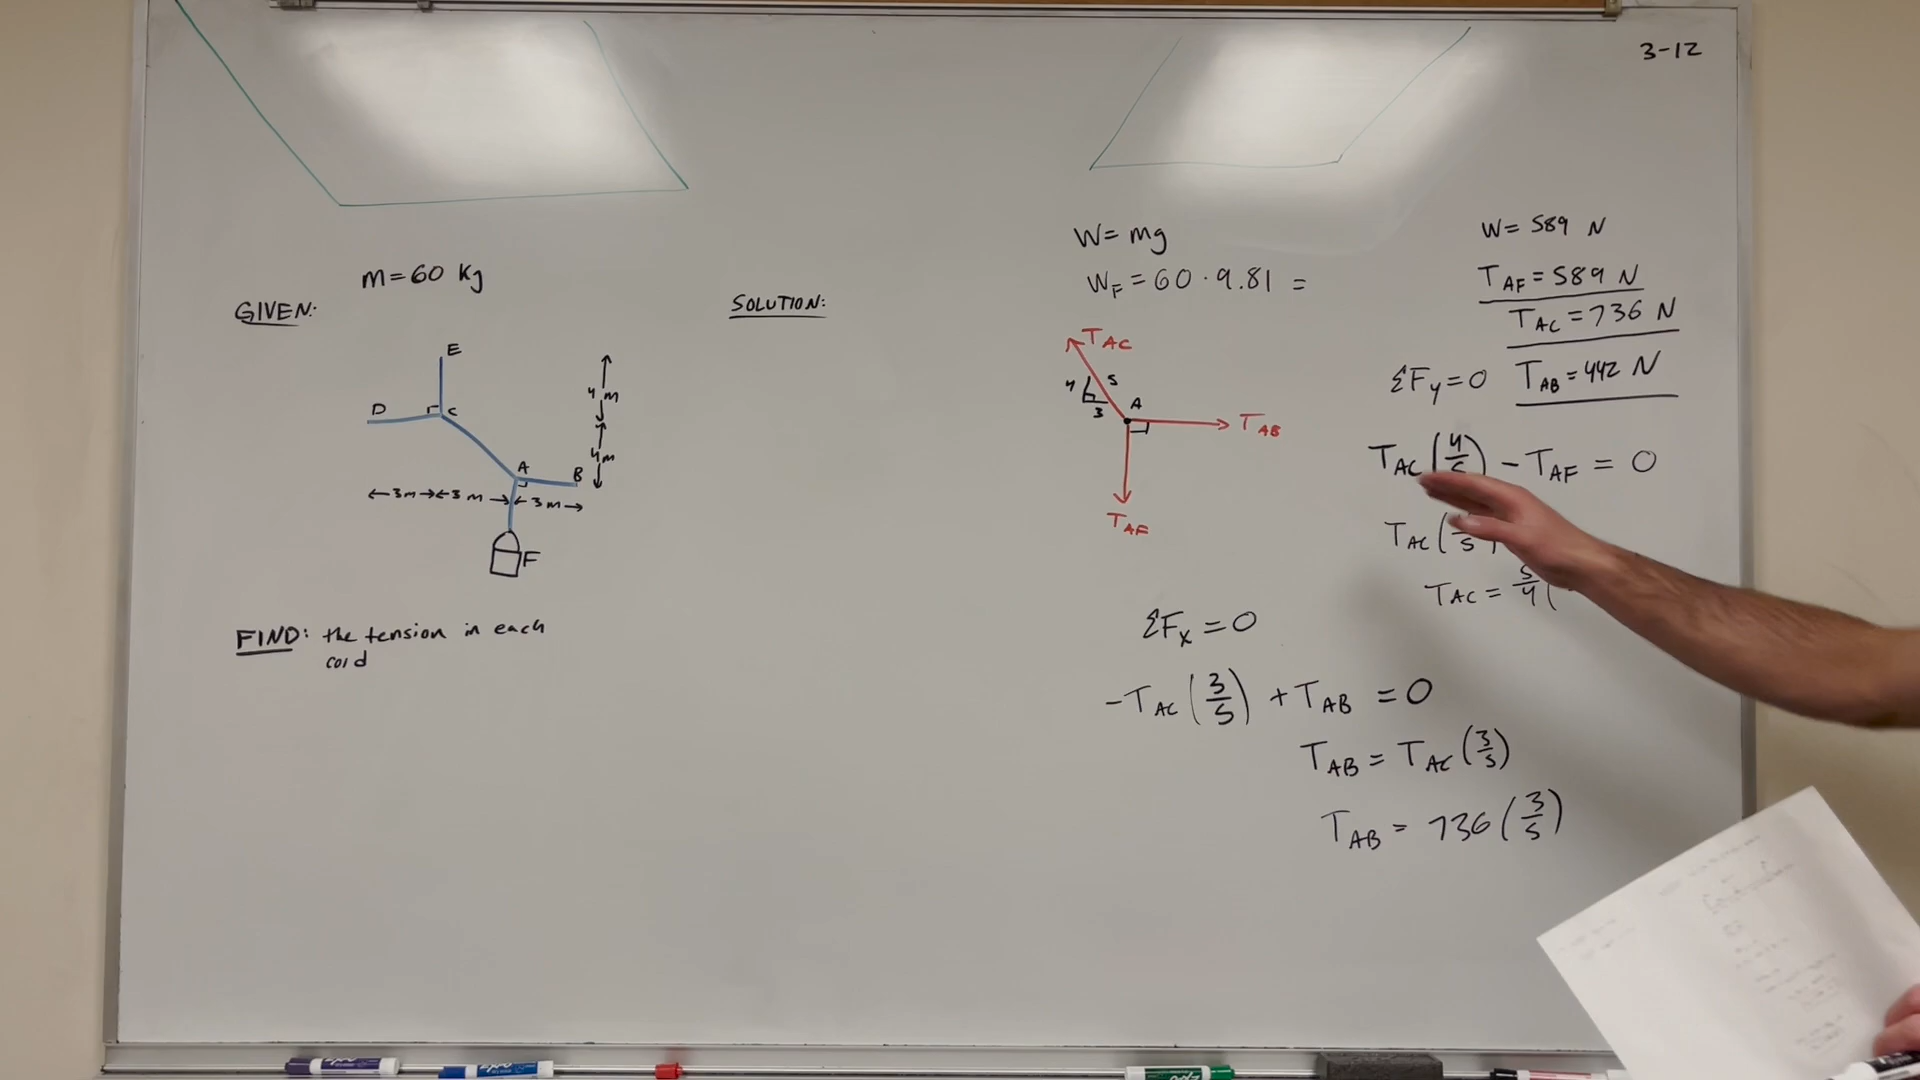 3-12
m=60 Kg
GIVEN:
E
D
C
A
B
4 m
4 m
3m
3 m
3 m
F
FIND: the tension in each
cord
SOLUTION:
W= mg
W_F = 60 · 9.81 =
T_AC
4
5
3
A
T_AB
T_AF
W= 589 N
T_AF = 589 N
T_AC = 736 N
T_AB = 442 N
ΣF_y = 0
T_AC (4/5) - T_AF = 0
T_AC ( /5)
T_AC = 5/4 (
ΣF_x = 0
-T_AC (3/5) + T_AB = 0
T_AB = T_AC (3/5)
T_AB = 736 (3/5)